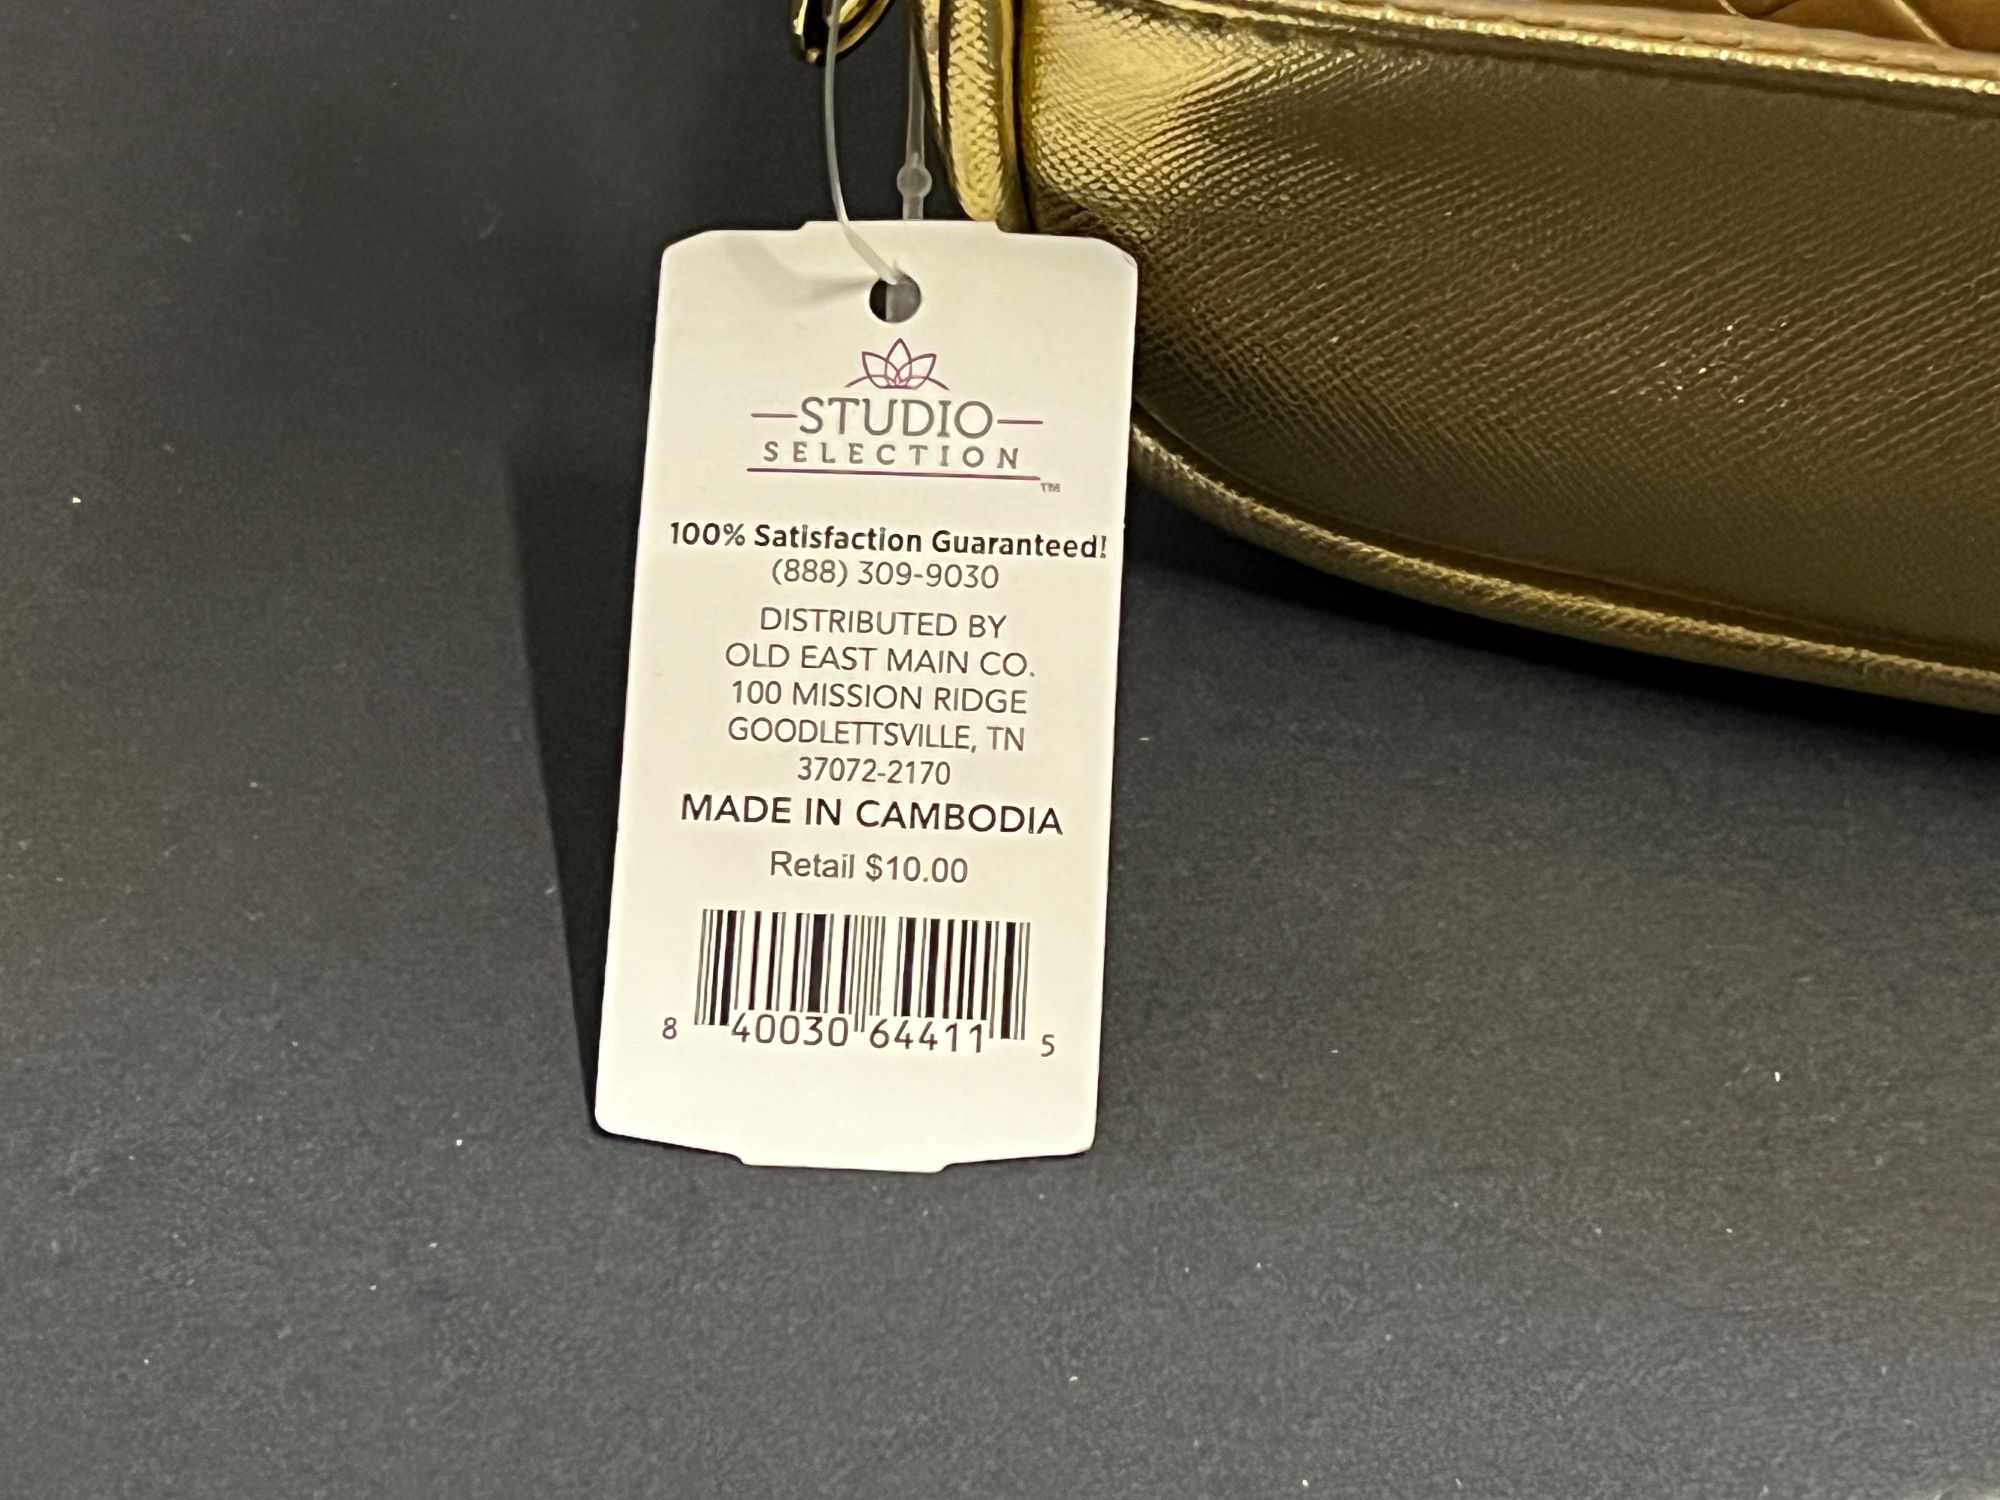 STUDIO
SELECTION
™
100% Satisfaction Guaranteed!
(888) 309-9030
DISTRIBUTED BY
OLD EAST MAIN CO.
100 MISSION RIDGE
GOODLETTSVILLE, TN
37072-2170
MADE IN CAMBODIA
Retail $10.00
8 40030 64411 5